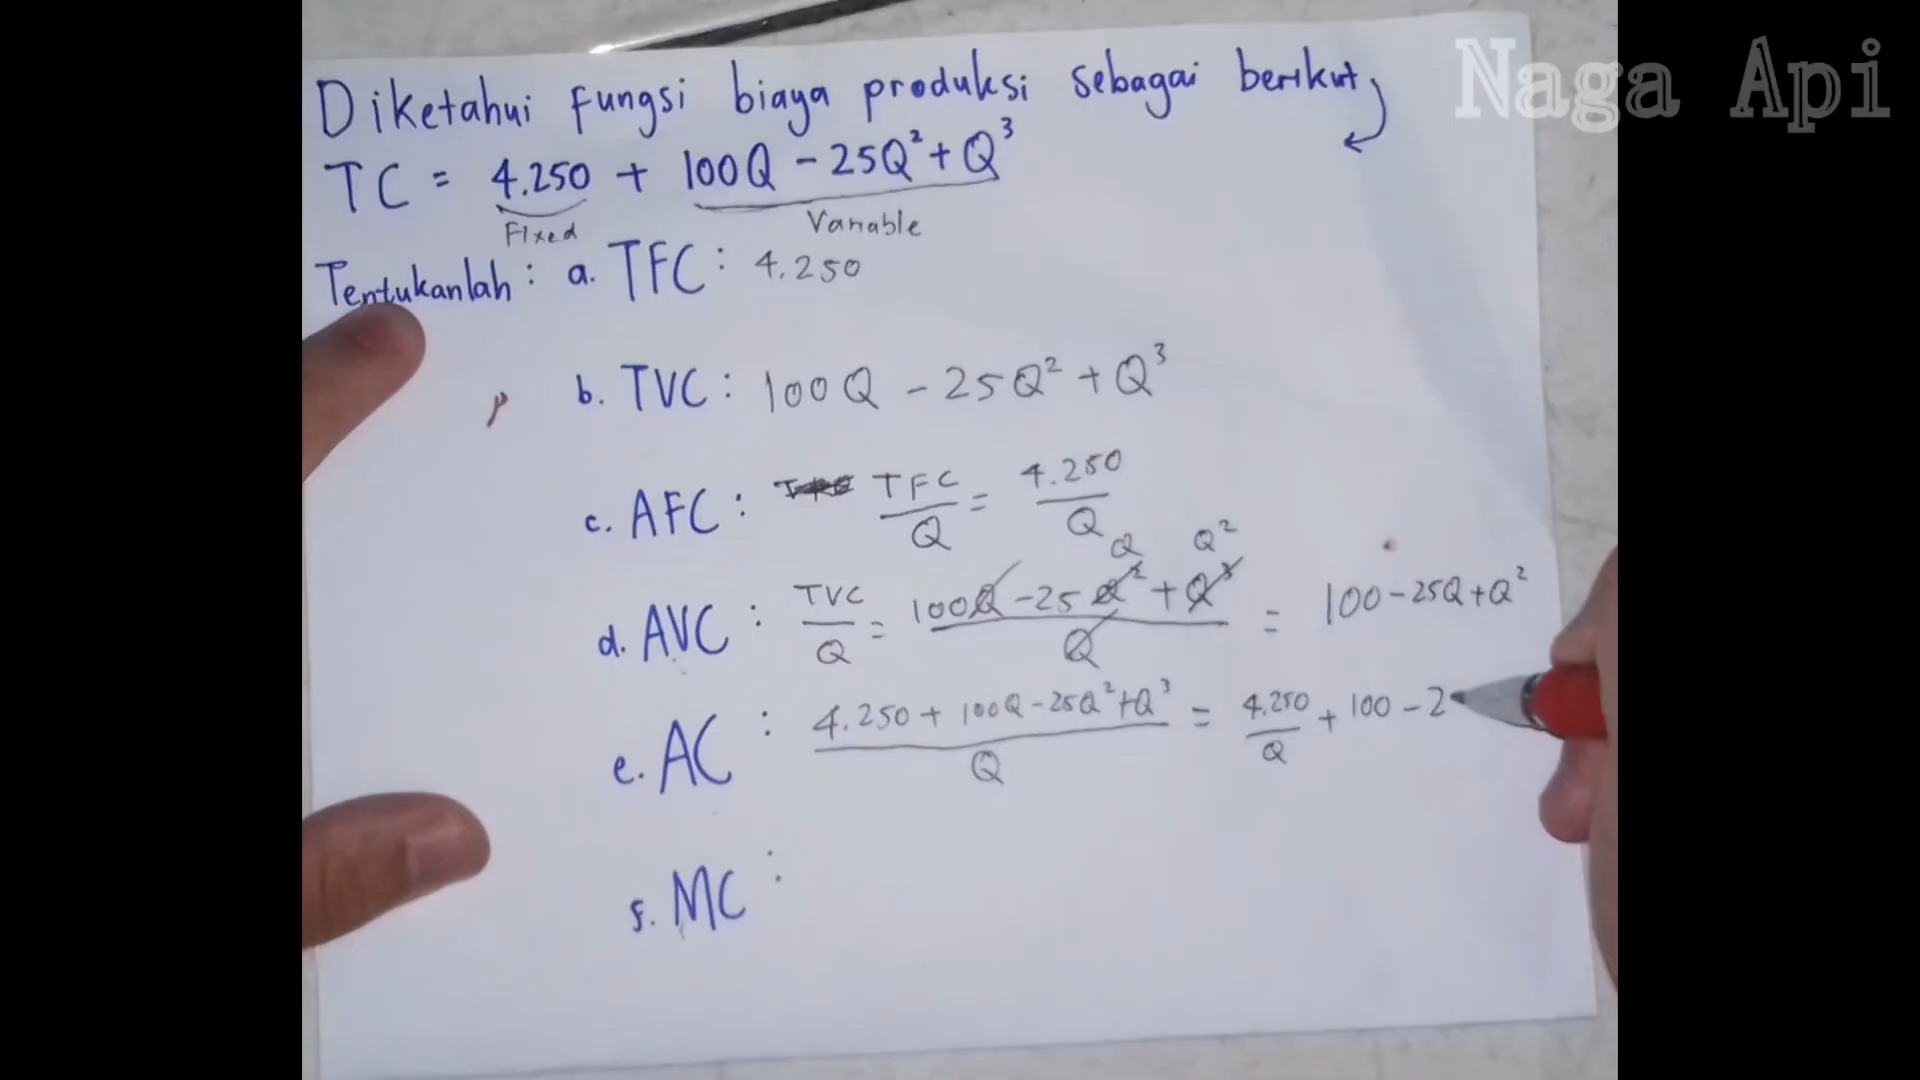 Naga Api
Diketahui fungsi biaya produksi sebagai berikut
TC = 4.250 + 100Q - 25Q² + Q³
Fixed Variable
Tentukanlah : a. TFC : 4.250
b. TVC : 100Q - 25Q² + Q³
c. AFC : TFC/Q = 4.250/Q
Q Q²
d. AVC : TVC/Q = 100Q - 25Q² + Q³/Q = 100 - 25Q + Q²
e. AC : 4.250 + 100Q - 25Q² + Q³/Q = 4.250/Q + 100 - 2
f. MC :